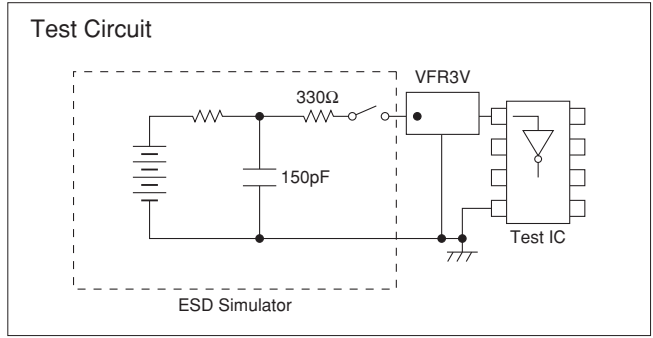 Test Circuit
VFR3V
330Ω
150pF
Test IC
ESD Simulator